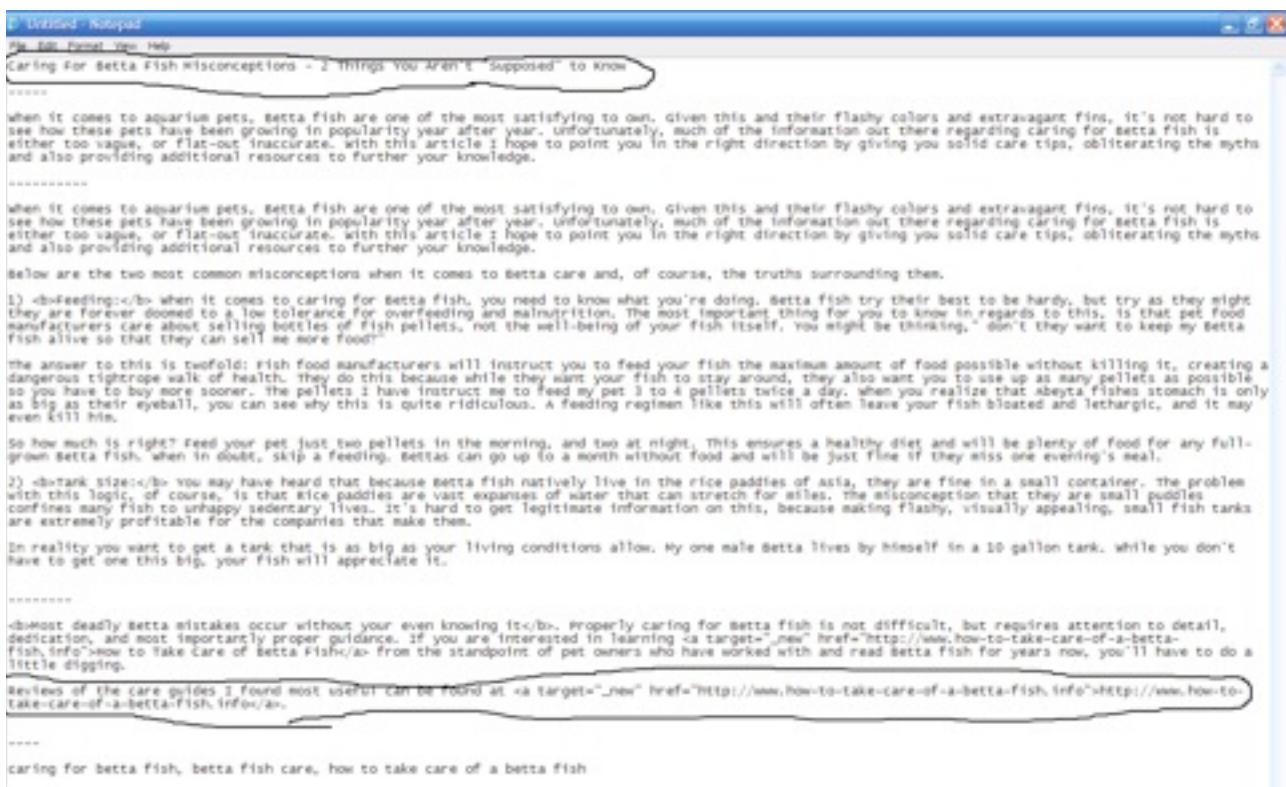 Untitled - Notepad
File Edit Format View Help
Caring For Betta Fish Misconceptions - 2 Things You Aren't "Supposed" to Know
-----
When it comes to aquarium pets, Betta fish are one of the most satisfying to own. Given this and their flashy colors and extravagant fins, it's not hard to
see how these pets have been growing in popularity year after year. Unfortunately, much of the information out there regarding caring for Betta fish is
either too vague, or flat-out inaccurate. With this article I hope to point you in the right direction by giving you solid care tips, obliterating the myths
and also providing additional resources to further your knowledge.
----------
When it comes to aquarium pets, Betta fish are one of the most satisfying to own. Given this and their flashy colors and extravagant fins, it's not hard to
see how these pets have been growing in popularity year after year. Unfortunately, much of the information out there regarding caring for Betta fish is
either too vague, or flat-out inaccurate. With this article I hope to point you in the right direction by giving you solid care tips, obliterating the myths
and also providing additional resources to further your knowledge.
Below are the two most common misconceptions when it comes to Betta care and, of course, the truths surrounding them.
1) <b>Feeding:</b> When it comes to caring for Betta fish, you need to know what you're doing. Betta fish try their best to be hardy, but try as they might
they are forever doomed to a low tolerance for overfeeding and malnutrition. The most important thing for you to know in regards to this, is that pet food
manufacturers care about selling bottles of fish pellets, not the well-being of your fish itself. You might be thinking," don't they want to keep my Betta
fish alive so that they can sell me more food?"
The answer to this is twofold: Fish food manufacturers will instruct you to feed your fish the maximum amount of food possible without killing it, creating a
dangerous tightrope walk of health. They do this because while they want your fish to stay around, they also want you to use up as many pellets as possible
so you have to buy more sooner. The pellets I have instruct me to feed my pet 3 to 4 pellets twice a day. When you realize that Abeyta fishes stomach is only
as big as their eyeball, you can see why this is quite ridiculous. A feeding regimen like this will often leave your fish bloated and lethargic, and it may
even kill him.
So how much is right? Feed your pet just two pellets in the morning, and two at night. This ensures a healthy diet and will be plenty of food for any full-
grown Betta fish. When in doubt, skip a feeding. Bettas can go up to a month without food and will be just fine if they miss one evening's meal.
2) <b>Tank Size:</b> You may have heard that because Betta fish natively live in the rice paddies of Asia, they are fine in a small container. The problem
with this logic, of course, is that Rice paddies are vast expanses of water that can stretch for miles. The misconception that they are small puddles
confines many fish to unhappy sedentary lives. It's hard to get legitimate information on this, because making flashy, visually appealing, small fish tanks
are extremely profitable for the companies that make them.
In reality you want to get a tank that is as big as your living conditions allow. My one male Betta lives by himself in a 10 gallon tank. While you don't
have to get one this big, your fish will appreciate it.
--------
<b>Most deadly Betta mistakes occur without your even knowing it</b>. Properly caring for Betta fish is not difficult, but requires attention to detail,
dedication, and most importantly proper guidance. If you are interested in learning <a target="_new" href="http://www.how-to-take-care-of-a-betta-
fish.info">How to Take Care of Betta Fish</a> from the standpoint of pet owners who have worked with and read Betta fish for years now, you'll have to do a
little digging.
Reviews of the care guides I found most useful can be found at <a target="_new" href="http://www.how-to-take-care-of-a-betta-fish.info">http://www.how-to-
take-care-of-a-betta-fish.info</a>.
----
caring for betta fish, betta fish care, how to take care of a betta fish